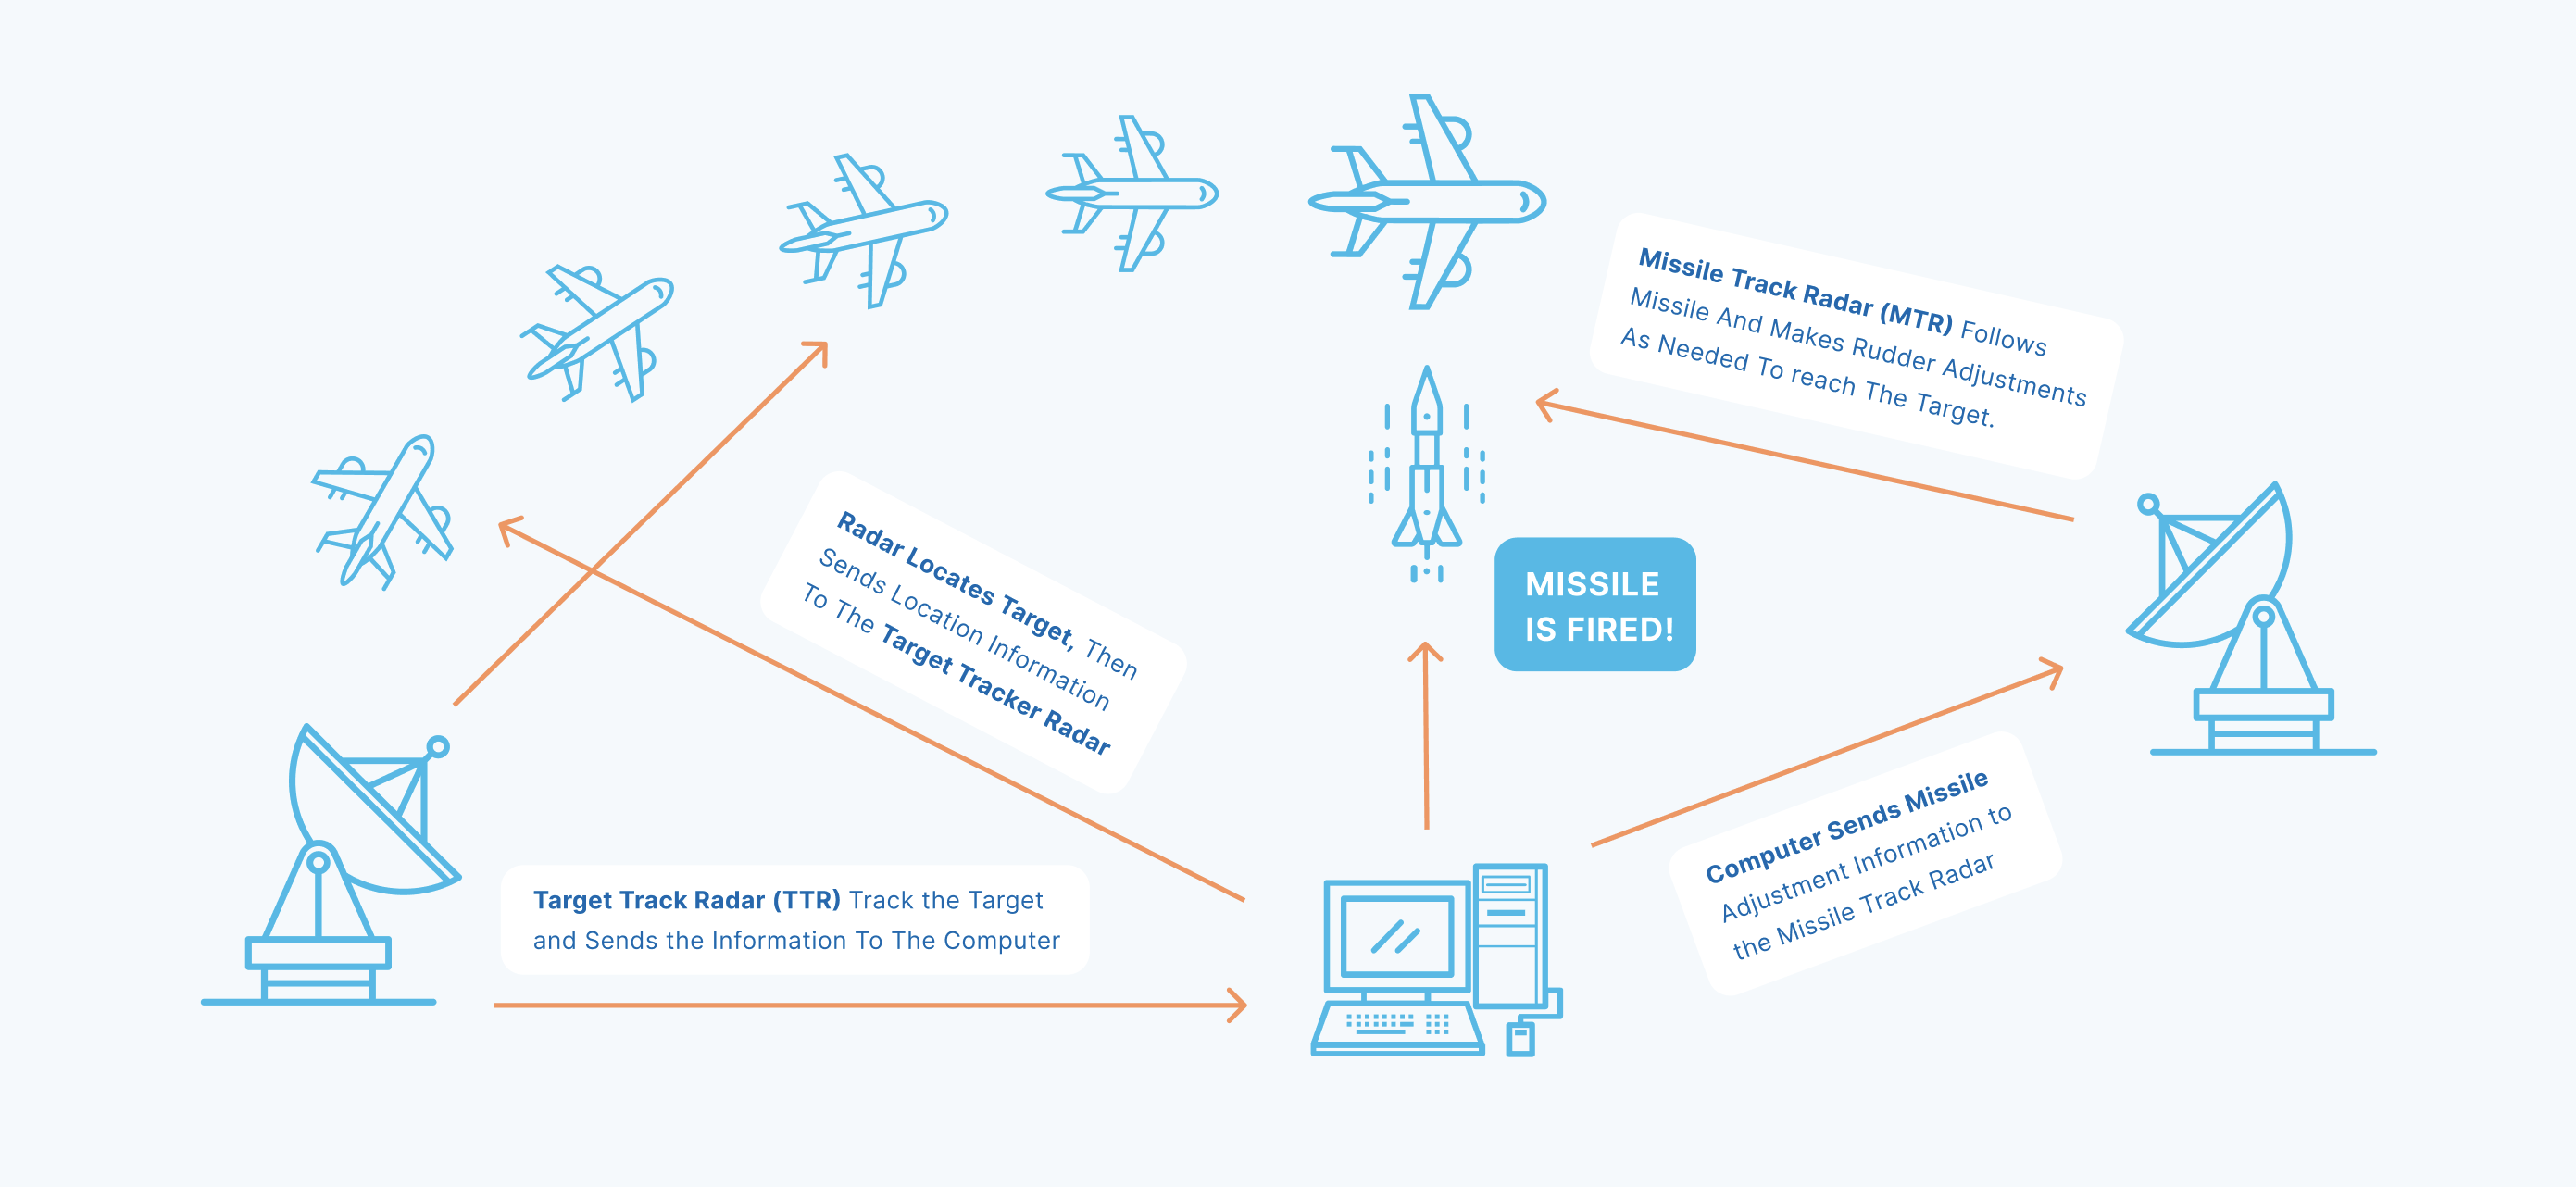 Missile Track Radar (MTR) Follows
Missile And Makes Rudder Adjustments
As Needed To reach The Target.
Radar Locates Target, Then
Sends Location Information
To The Target Tracker Radar
MISSILE
IS FIRED!
Computer Sends Missile
Adjustment Information to
the Missile Track Radar
Target Track Radar (TTR) Track the Target
and Sends the Information To The Computer